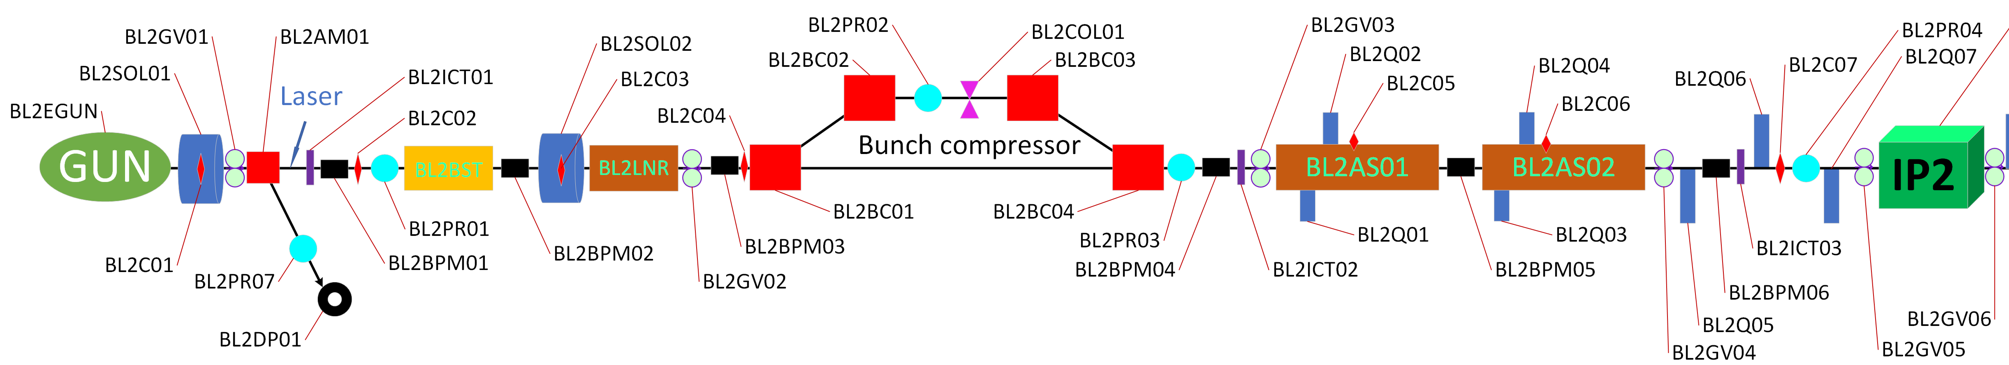 BL2PR02
BL2COL01
BL2GV03
BL2GV01
BL2AM01
BL2SOL02
BL2BC02
BL2BC03
BL2Q02
BL2PR04
BL2Q07
BL2SOL01
BL2ICT01
BL2C03
BL2C05
BL2Q04
BL2Q06
BL2C07
Laser
BL2EGUN
BL2C02
BL2C04
BL2C06
Bunch compressor
GUN
BL2BST
BL2LNR
BL2AS01
BL2AS02
IP2
BL2BC01
BL2BC04
BL2PR01
BL2PR03
BL2Q01
BL2Q03
BL2C01
BL2BPM01
BL2BPM02
BL2BPM03
BL2BPM04
BL2ICT02
BL2BPM05
BL2ICT03
BL2PR07
BL2GV02
BL2BPM06
BL2DP01
BL2Q05
BL2GV06
BL2GV04
BL2GV05